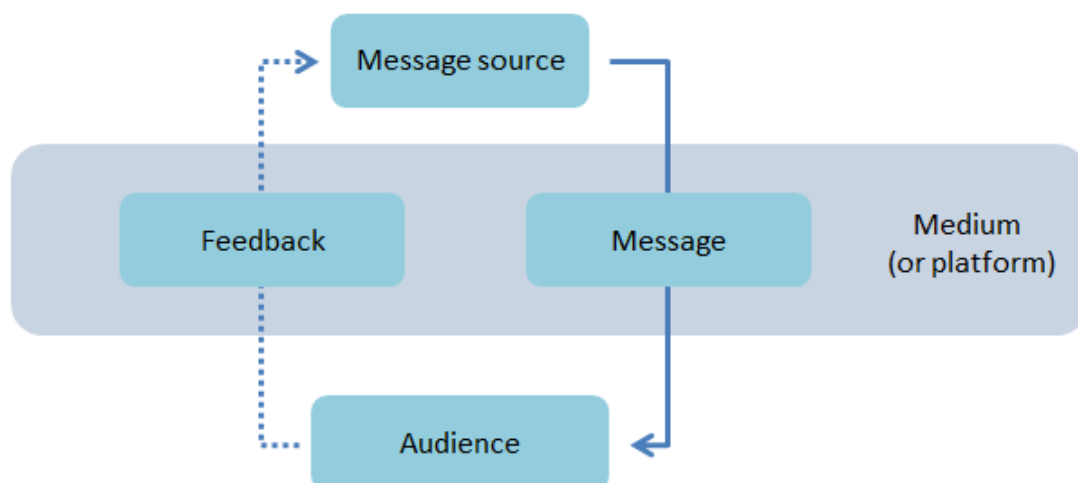 Message source
Feedback
Message
Medium
(or platform)
Audience